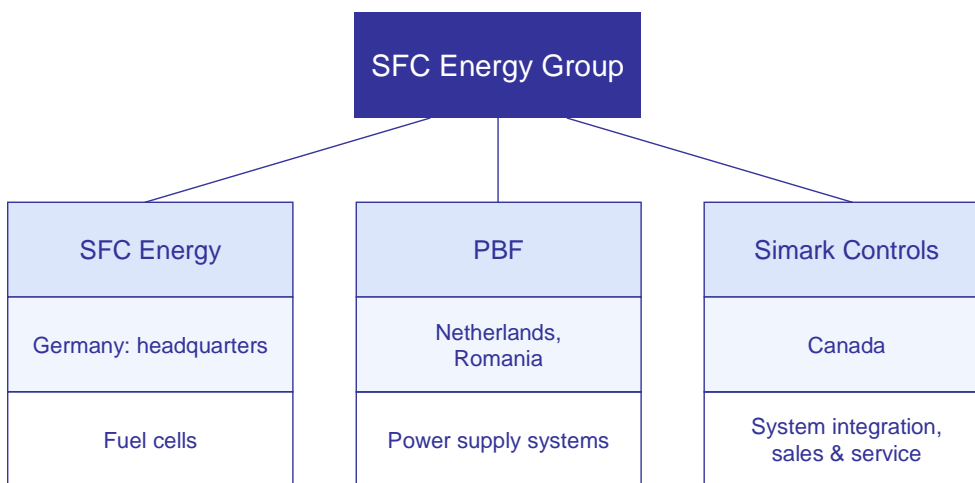 SFC Energy Group
SFC Energy
PBF
Simark Controls
Germany: headquarters
Netherlands,
Romania
Canada
Fuel cells
Power supply systems
System integration,
sales & service